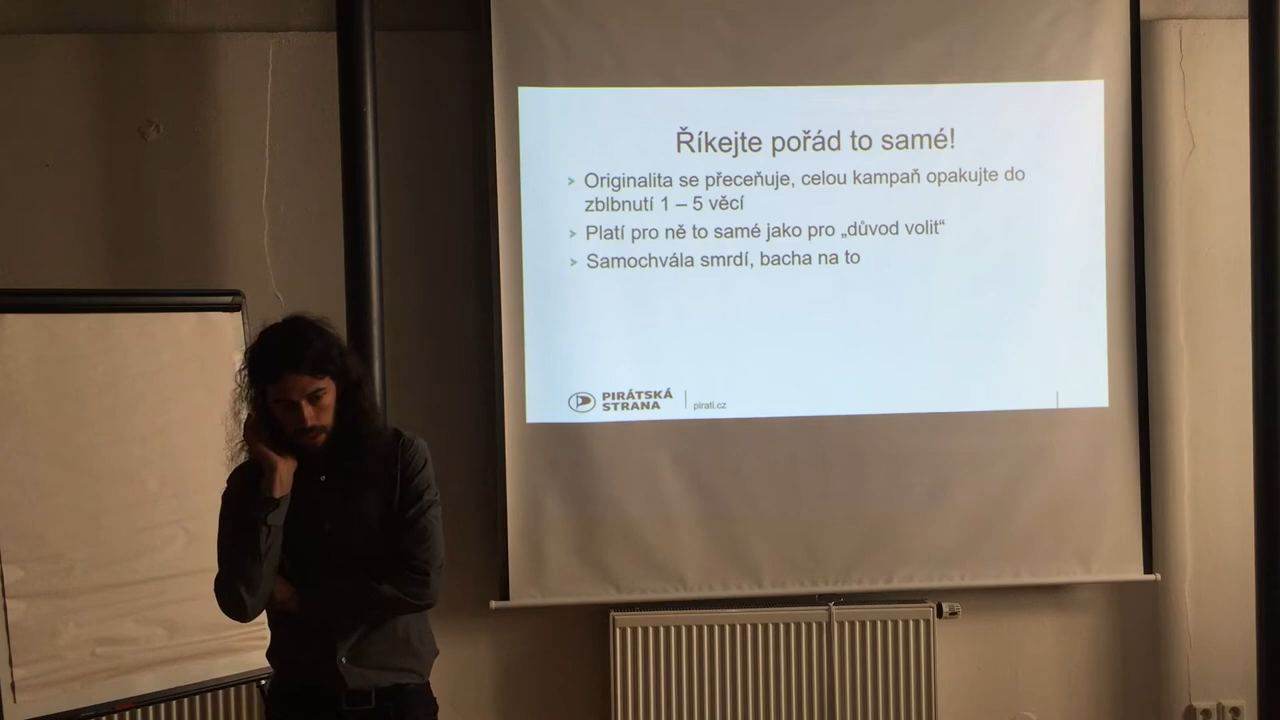 Říkejte pořád to samé!
Originalita se přeceňuje, celou kampaň opakujte do
zblbnutí 1 – 5 věcí
Platí pro ně to samé jako pro „důvod volit“
Samochvála smrdí, bacha na to
PIRÁTSKÁ
STRANA
pirati.cz